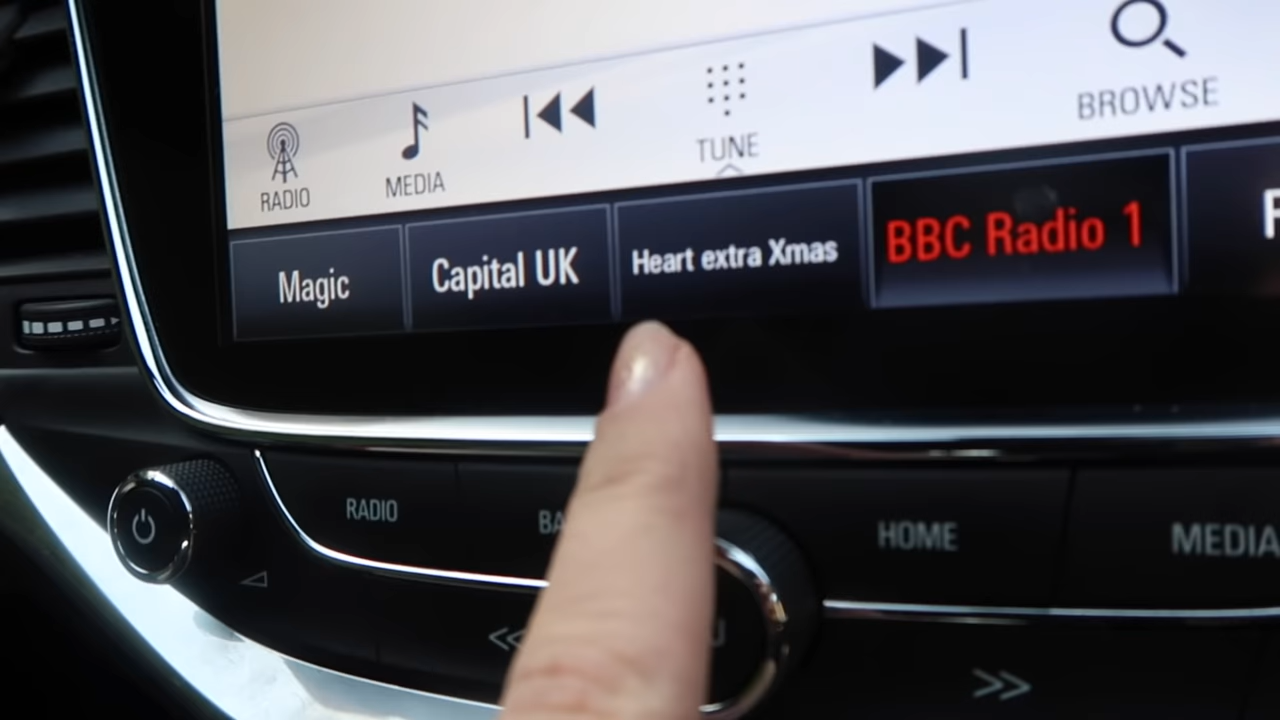 RADIO
MEDIA
TUNE
BROWSE
Magic
Capital UK
Heart extra Xmas
BBC Radio 1
RADIO
HOME
MEDIA